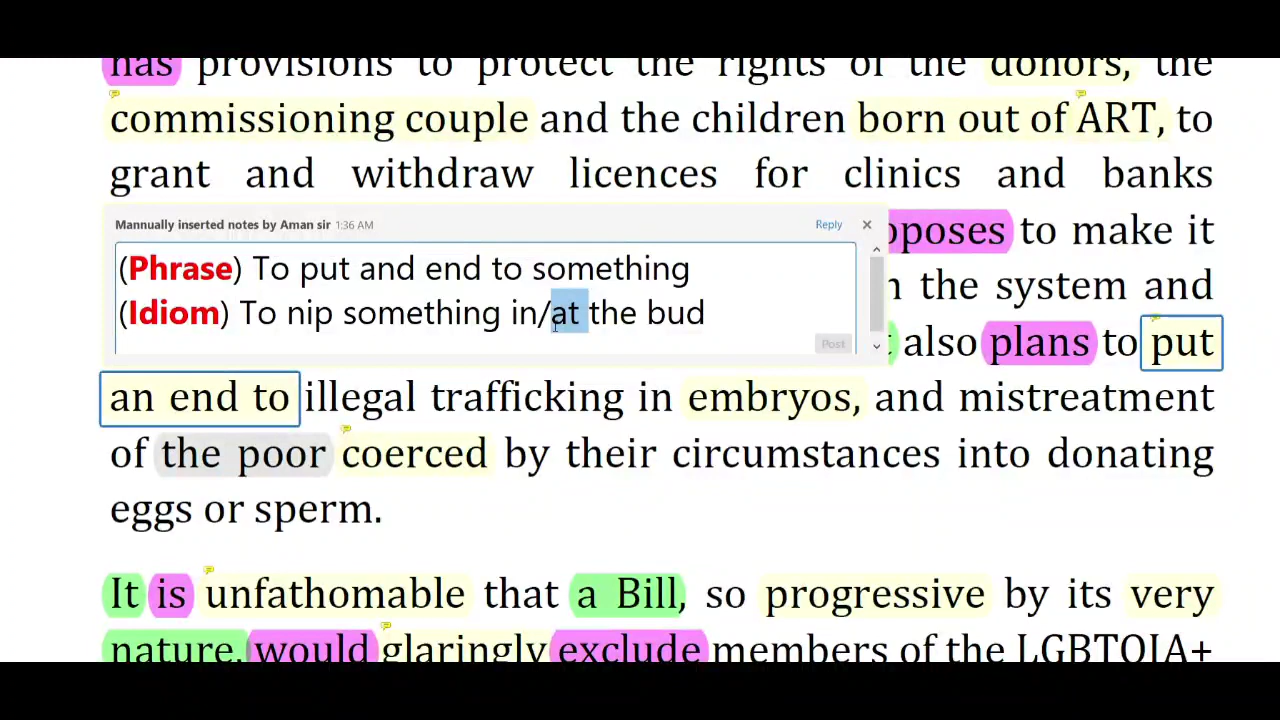 has provisions to protect the rights of the donors, the
commissioning couple and the children born out of ART, to
grant and withdraw licences for clinics and banks
Mannually inserted notes by Aman sir 1:36 AM Reply
(Phrase) To put and end to something
(Idiom) To nip something in/at the bud
Post
to make it
the system and
also plans to put
an end to illegal trafficking in embryos, and mistreatment
of the poor coerced by their circumstances into donating
eggs or sperm.
It is unfathomable that a Bill, so progressive by its very
nature, would glaringly exclude members of the LGBTQIA+